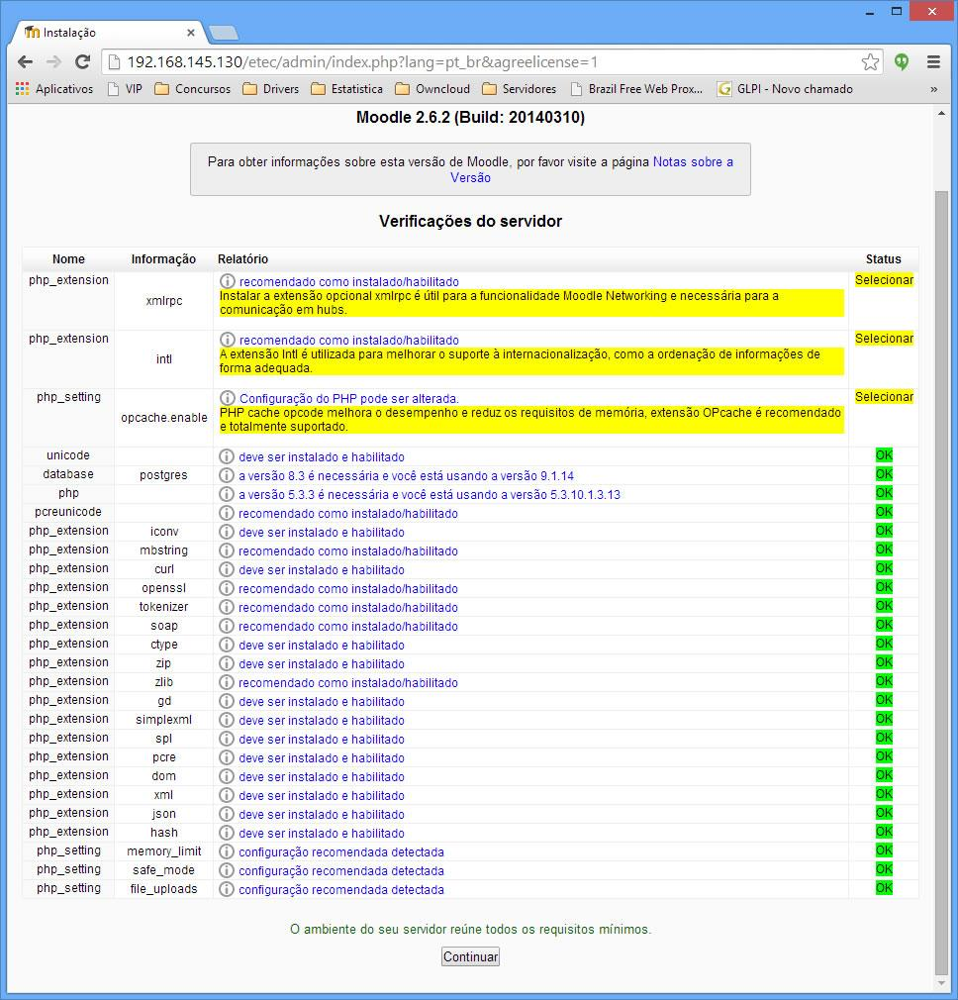 Instalação
192.168.145.130/etec/admin/index.php?lang=pt_br&agreelicense=1
Aplicativos VIP Concursos Drivers Estatistica Owncloud Servidores Brazil Free Web Prox... GLPI - Novo chamado »
Moodle 2.6.2 (Build: 20140310)
Para obter informações sobre esta versão de Moodle, por favor visite a página Notas sobre a
Versão
Verificações do servidor
Nome Informação Relatório Status
php_extension xmlrpc recomendado como instalado/habilitado Selecionar
Instalar a extensão opcional xmlrpc é útil para a funcionalidade Moodle Networking e necessária para a
comunicação em hubs.
php_extension intl recomendado como instalado/habilitado Selecionar
A extensão Intl é utilizada para melhorar o suporte à internacionalização, como a ordenação de informações de
forma adequada.
php_setting opcache.enable Configuração do PHP pode ser alterada. Selecionar
PHP cache opcode melhora o desempenho e reduz os requisitos de memória, extensão OPcache é recomendado
e totalmente suportado.
unicode deve ser instalado e habilitado OK
database postgres a versão 8.3 é necessária e você está usando a versão 9.1.14 OK
php a versão 5.3.3 é necessária e você está usando a versão 5.3.10.1.3.13 OK
pcreunicode recomendado como instalado/habilitado OK
php_extension iconv deve ser instalado e habilitado OK
php_extension mbstring recomendado como instalado/habilitado OK
php_extension curl deve ser instalado e habilitado OK
php_extension openssl recomendado como instalado/habilitado OK
php_extension tokenizer recomendado como instalado/habilitado OK
php_extension soap recomendado como instalado/habilitado OK
php_extension ctype deve ser instalado e habilitado OK
php_extension zip deve ser instalado e habilitado OK
php_extension zlib recomendado como instalado/habilitado OK
php_extension gd deve ser instalado e habilitado OK
php_extension simplexml deve ser instalado e habilitado OK
php_extension spl deve ser instalado e habilitado OK
php_extension pcre deve ser instalado e habilitado OK
php_extension dom deve ser instalado e habilitado OK
php_extension xml deve ser instalado e habilitado OK
php_extension json deve ser instalado e habilitado OK
php_extension hash deve ser instalado e habilitado OK
php_setting memory_limit configuração recomendada detectada OK
php_setting safe_mode configuração recomendada detectada OK
php_setting file_uploads configuração recomendada detectada OK
O ambiente do seu servidor reúne todos os requisitos mínimos.
Continuar